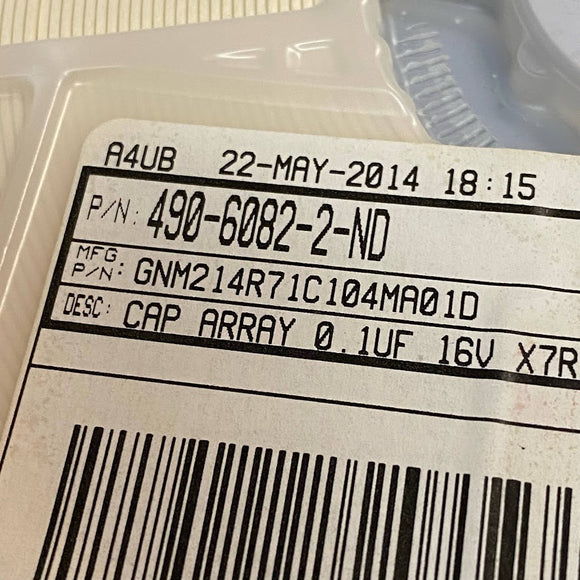 A4UB 22-MAY-2014 18:15
P/N: 490-6082-2-ND
MFG P/N: GNM214R71C104MA01D
DESC: CAP ARRAY 0.1UF 16V X7R